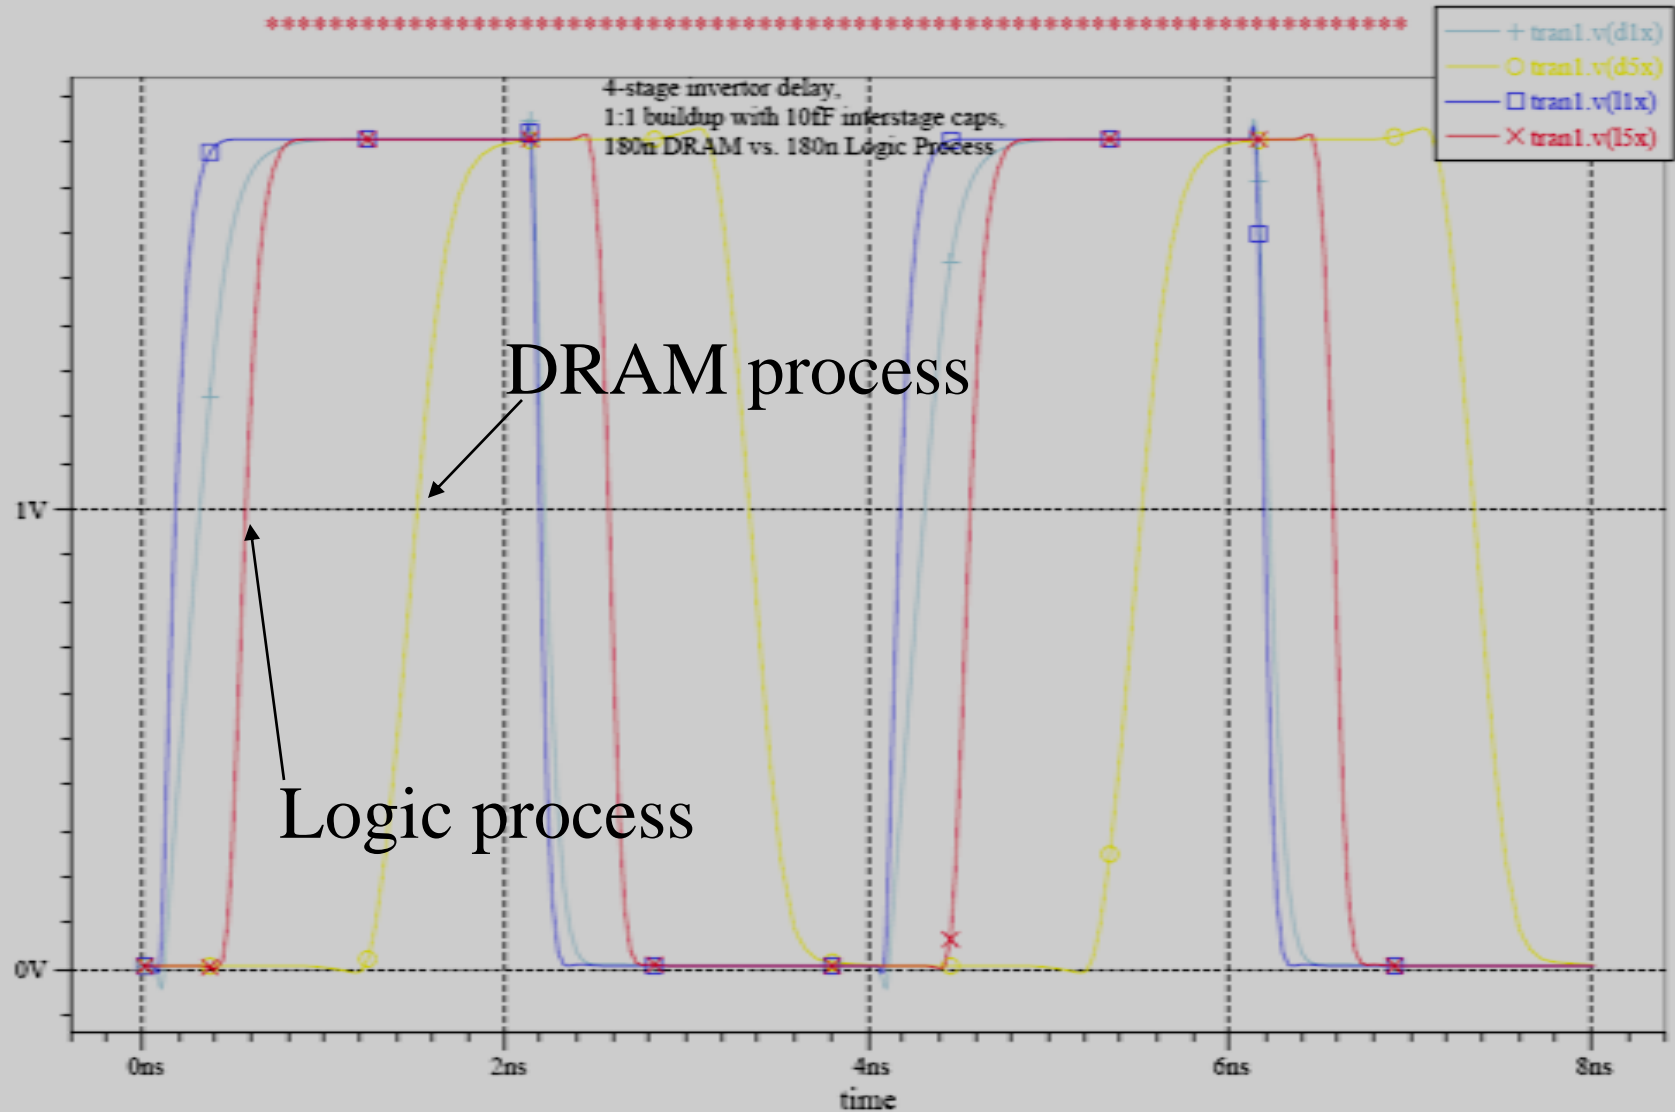 ********************************************************************************
+ tran1.v(d1x)
tran1.v(d5x)
tran1.v(l1x)
tran1.v(l5x)
4-stage invertor delay,
1:1 buildup with 10fF interstage caps,
180n DRAM vs. 180n Logic Process
DRAM process
1V
Logic process
0V
0ns 2ns 4ns 6ns 8ns
time